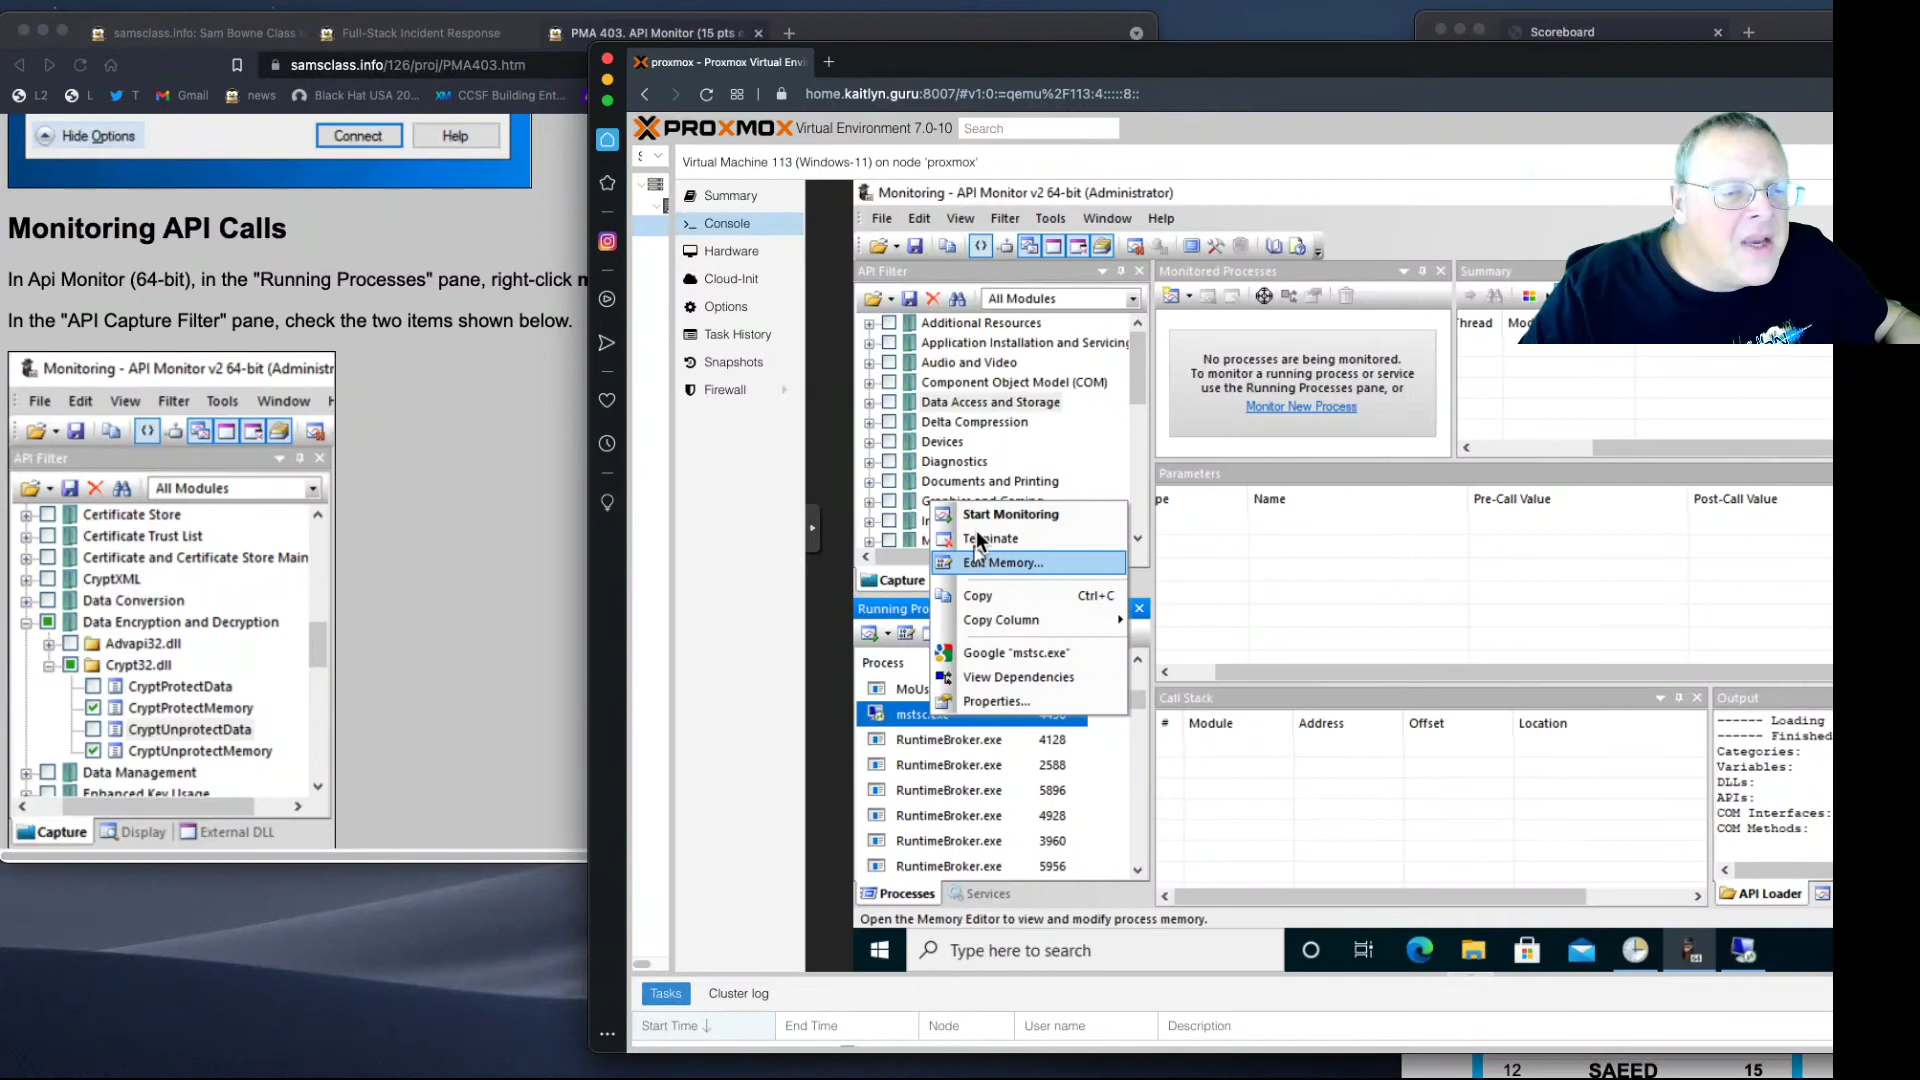 samsclass.info: Sam Bowne Class
Full-Stack Incident Response
PMA 403. API Monitor (15 pts e
Scoreboard
samsclass.info/126/proj/PMA403.htm
L2
L
T
Gmail
news
Black Hat USA 20...
CCSF Building Ent...
Hide Options
Connect
Help
Monitoring API Calls
In Api Monitor (64-bit), in the "Running Processes" pane, right-click
In the "API Capture Filter" pane, check the two items shown below.
Monitoring - API Monitor v2 64-bit (Administr
File Edit View Filter Tools Window
API Filter
All Modules
Certificate Store
Certificate Trust List
Certificate and Certificate Store Main
CryptXML
Data Conversion
Data Encryption and Decryption
Advapi32.dll
Crypt32.dll
CryptProtectData
CryptProtectMemory
CryptUnprotectData
CryptUnprotectMemory
Data Management
Enhanced Key Usage
Capture Display External DLL
proxmox - Proxmox Virtual Envi
home.kaitlyn.guru:8007/#v1:0:=qemu%2F113:4:::::8::
PROXMOX Virtual Environment 7.0-10
Search
Virtual Machine 113 (Windows-11) on node 'proxmox'
Summary
Console
Hardware
Cloud-Init
Options
Task History
Snapshots
Firewall
Monitoring - API Monitor v2 64-bit (Administrator)
File Edit View Filter Tools Window Help
API Filter
All Modules
Additional Resources
Application Installation and Servicing
Audio and Video
Component Object Model (COM)
Data Access and Storage
Delta Compression
Devices
Diagnostics
Documents and Printing
Graphics and Gaming
Start Monitoring
Terminate
Edit Memory...
Copy Ctrl+C
Copy Column
Google "mstsc.exe"
View Dependencies
Properties...
Capture
Running Pro
Process
MoUs
mstsc.exe
RuntimeBroker.exe 4128
RuntimeBroker.exe 2588
RuntimeBroker.exe 5896
RuntimeBroker.exe 4928
RuntimeBroker.exe 3960
RuntimeBroker.exe 5956
Processes Services
Open the Memory Editor to view and modify process memory.
Monitored Processes
No processes are being monitored.
To monitor a running process or service
use the Running Processes pane, or
Monitor New Process
Summary
Thread
Parameters
pe Name Pre-Call Value Post-Call Value
Call Stack
# Module Address Offset Location
Output
------ Loading
------ Finished
Categories:
Variables:
DLLs:
APIs:
COM Interfaces:
COM Methods:
API Loader
Type here to search
Tasks Cluster log
Start Time End Time Node User name Description
12 SAEED 15